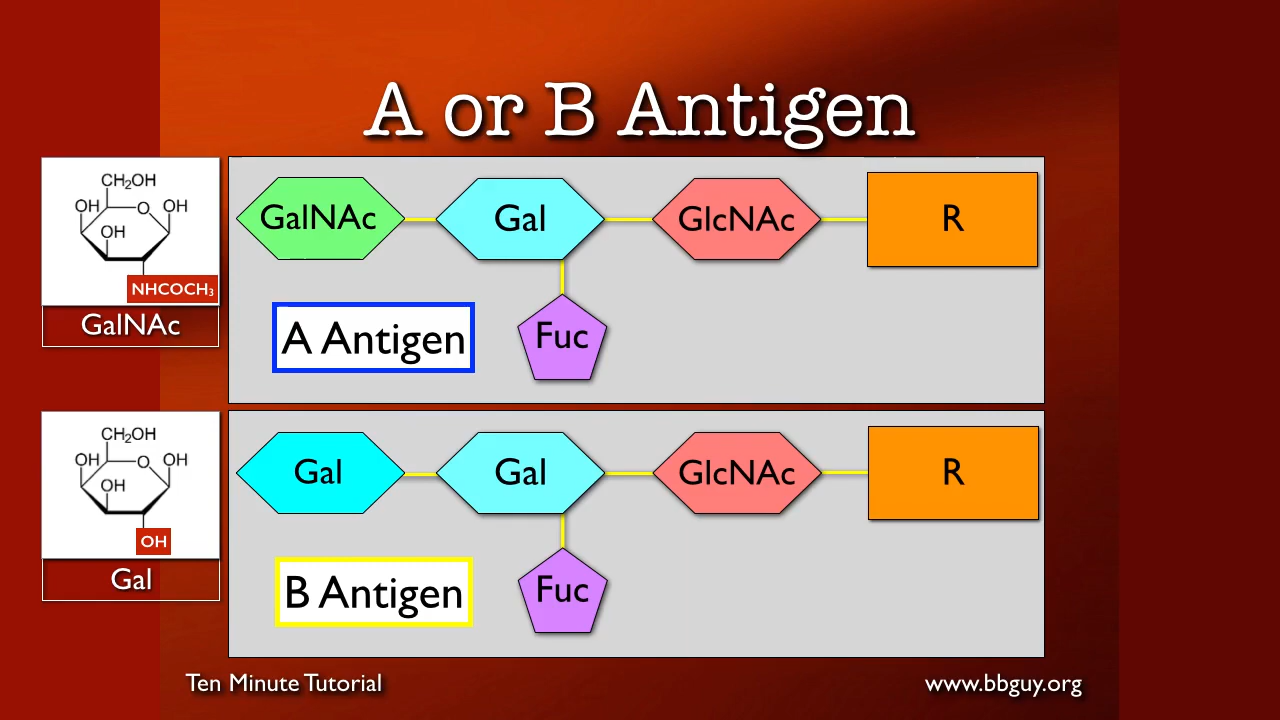 A or B Antigen
CH₂OH
OH O OH
OH
NHCOCH₃
GalNAc
GalNAc Gal GlcNAc R
Fuc
A Antigen
CH₂OH
OH O OH
OH
OH
Gal
Gal Gal GlcNAc R
Fuc
B Antigen
Ten Minute Tutorial
www.bbguy.org